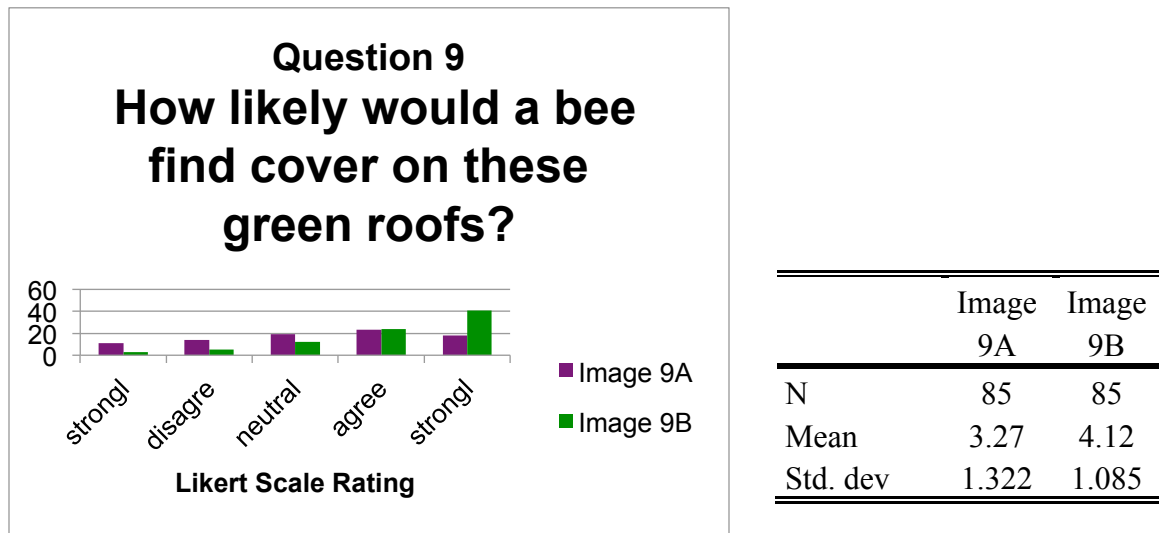 Question 9
How likely would a bee
find cover on these
green roofs?
60
40
20
0
strongl
disagre
neutral
agree
strongl
Likert Scale Rating
Image 9A
Image 9B
Image 9A Image 9B
N 85 85
Mean 3.27 4.12
Std. dev 1.322 1.085